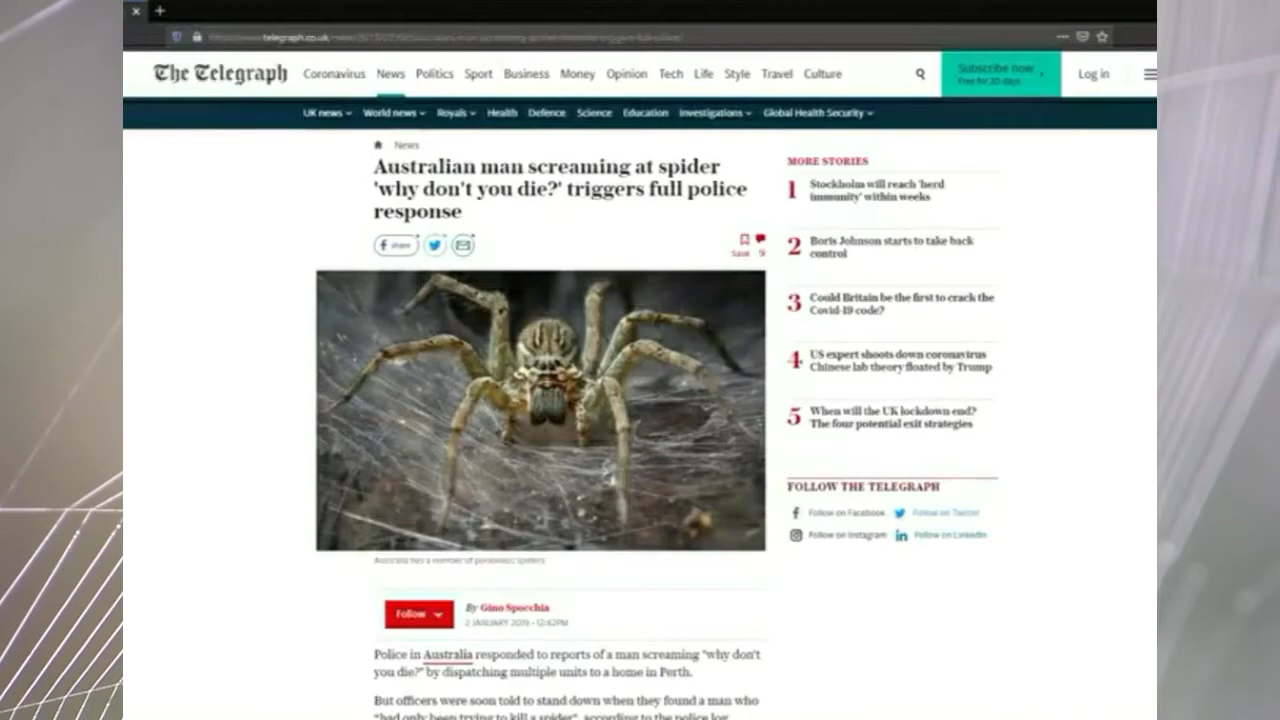 telegraph.co.uk
The Telegraph
Coronavirus News Politics Sport Business Money Opinion Tech Life Style Travel Culture
Subscribe now
Free for 30 days
Log in
UK news World news Royals Health Defence Science Education Investigations Global Health Security
News
Australian man screaming at spider
'why don't you die?' triggers full police
response
share
Save 9
Australia has a number of poisonous spiders
Follow
By Gino Spocchia
2 JANUARY 2019 • 12:42PM
Police in Australia responded to reports of a man screaming "why don't
you die?" by dispatching multiple units to a home in Perth.
But officers were soon told to stand down when they found a man who
"had only been trying to kill a spider", according to the police log
MORE STORIES
1 Stockholm will reach 'herd
immunity' within weeks
2 Boris Johnson starts to take back
control
3 Could Britain be the first to crack the
Covid-19 code?
4 US expert shoots down coronavirus
Chinese lab theory floated by Trump
5 When will the UK lockdown end?
The four potential exit strategies
FOLLOW THE TELEGRAPH
Follow on Facebook Follow on Twitter
Follow on Instagram Follow on LinkedIn